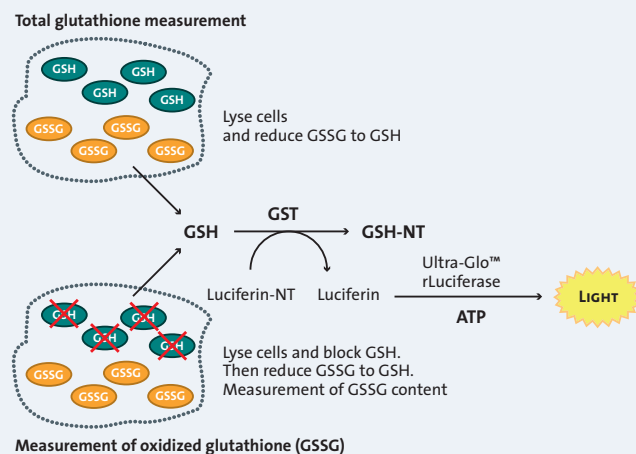 Total glutathione measurement
GSH
GSH
GSH
GSH
GSSG
GSSG
GSSG
GSSG
Lyse cells
and reduce GSSG to GSH
GSH
GST
GSH-NT
Luciferin-NT
Luciferin
Ultra-Glo™
rLuciferase
ATP
LIGHT
GSH
GSH
GSH
GSH
GSSG
GSSG
GSSG
GSSG
Lyse cells and block GSH.
Then reduce GSSG to GSH.
Measurement of GSSG content
Measurement of oxidized glutathione (GSSG)